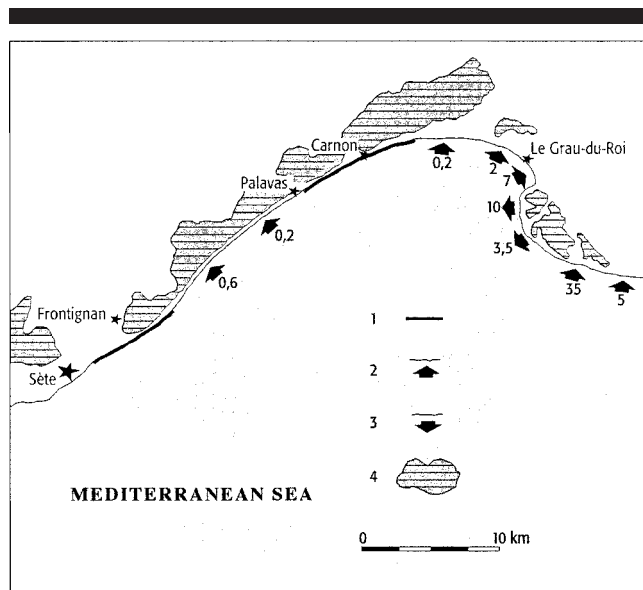 Carnon
Le Grau-du-Roi
0,2
2
7
Palavas
10
0,2
3,5
0,6
35
5
Frontignan
1
Sète
2
3
4
MEDITERRANEAN SEA
0
10 km